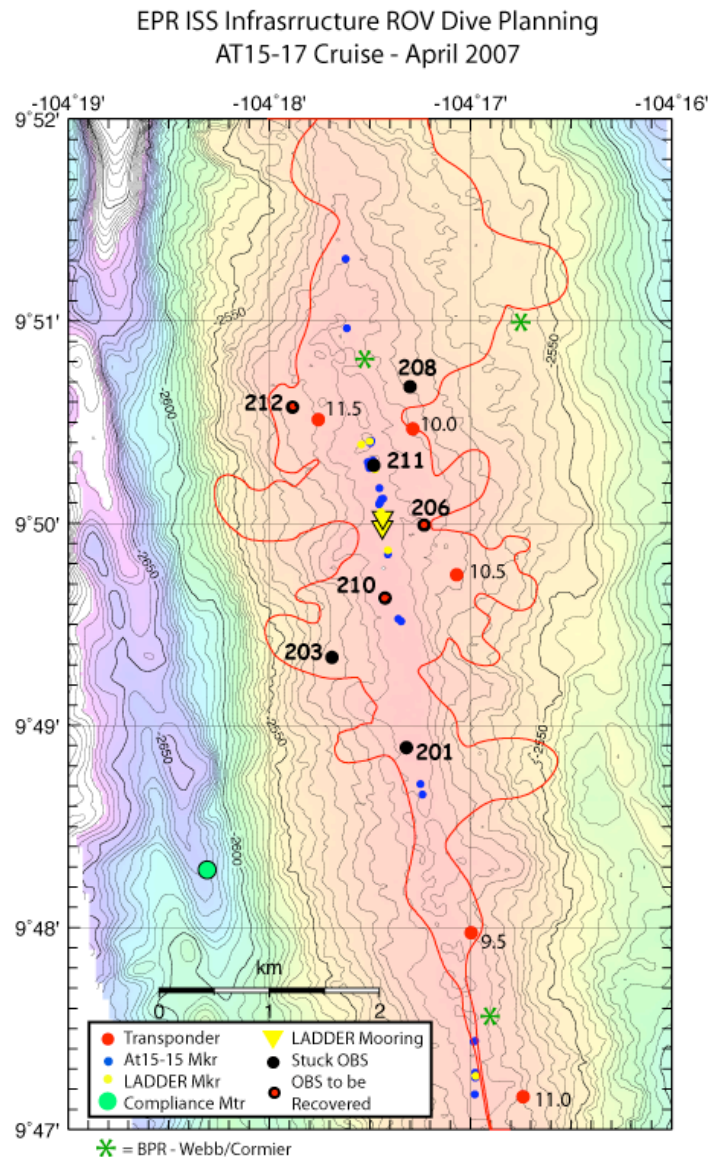 EPR ISS Infrasrructure ROV Dive Planning
AT15-17 Cruise - April 2007
-104°19' -104°18' -104°17' -104°16'
9°52'
-2550
9°51'
-2550
208
-2600
212
11.5
10.0
211
206
9°50'
-2650
10.5
210
203
9°49'
-2550
-2650
-2550
201
-2600
9°48'
9.5
km
0 1 2
Transponder
At15-15 Mkr
LADDER Mkr
Compliance Mtr
LADDER Mooring
Stuck OBS
OBS to be
Recovered
11.0
9°47'
= BPR - Webb/Cormier